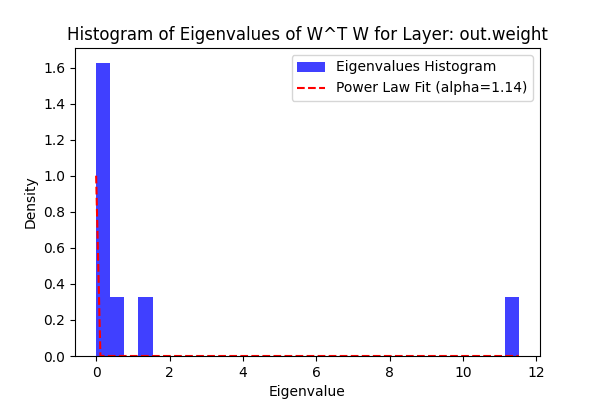 Histogram of Eigenvalues of W^T W for Layer: out.weight
Eigenvalues Histogram
Power Law Fit (alpha=1.14)
1.6
1.4
1.2
1.0
0.8
0.6
0.4
0.2
0.0
Density
0 2 4 6 8 10 12
Eigenvalue